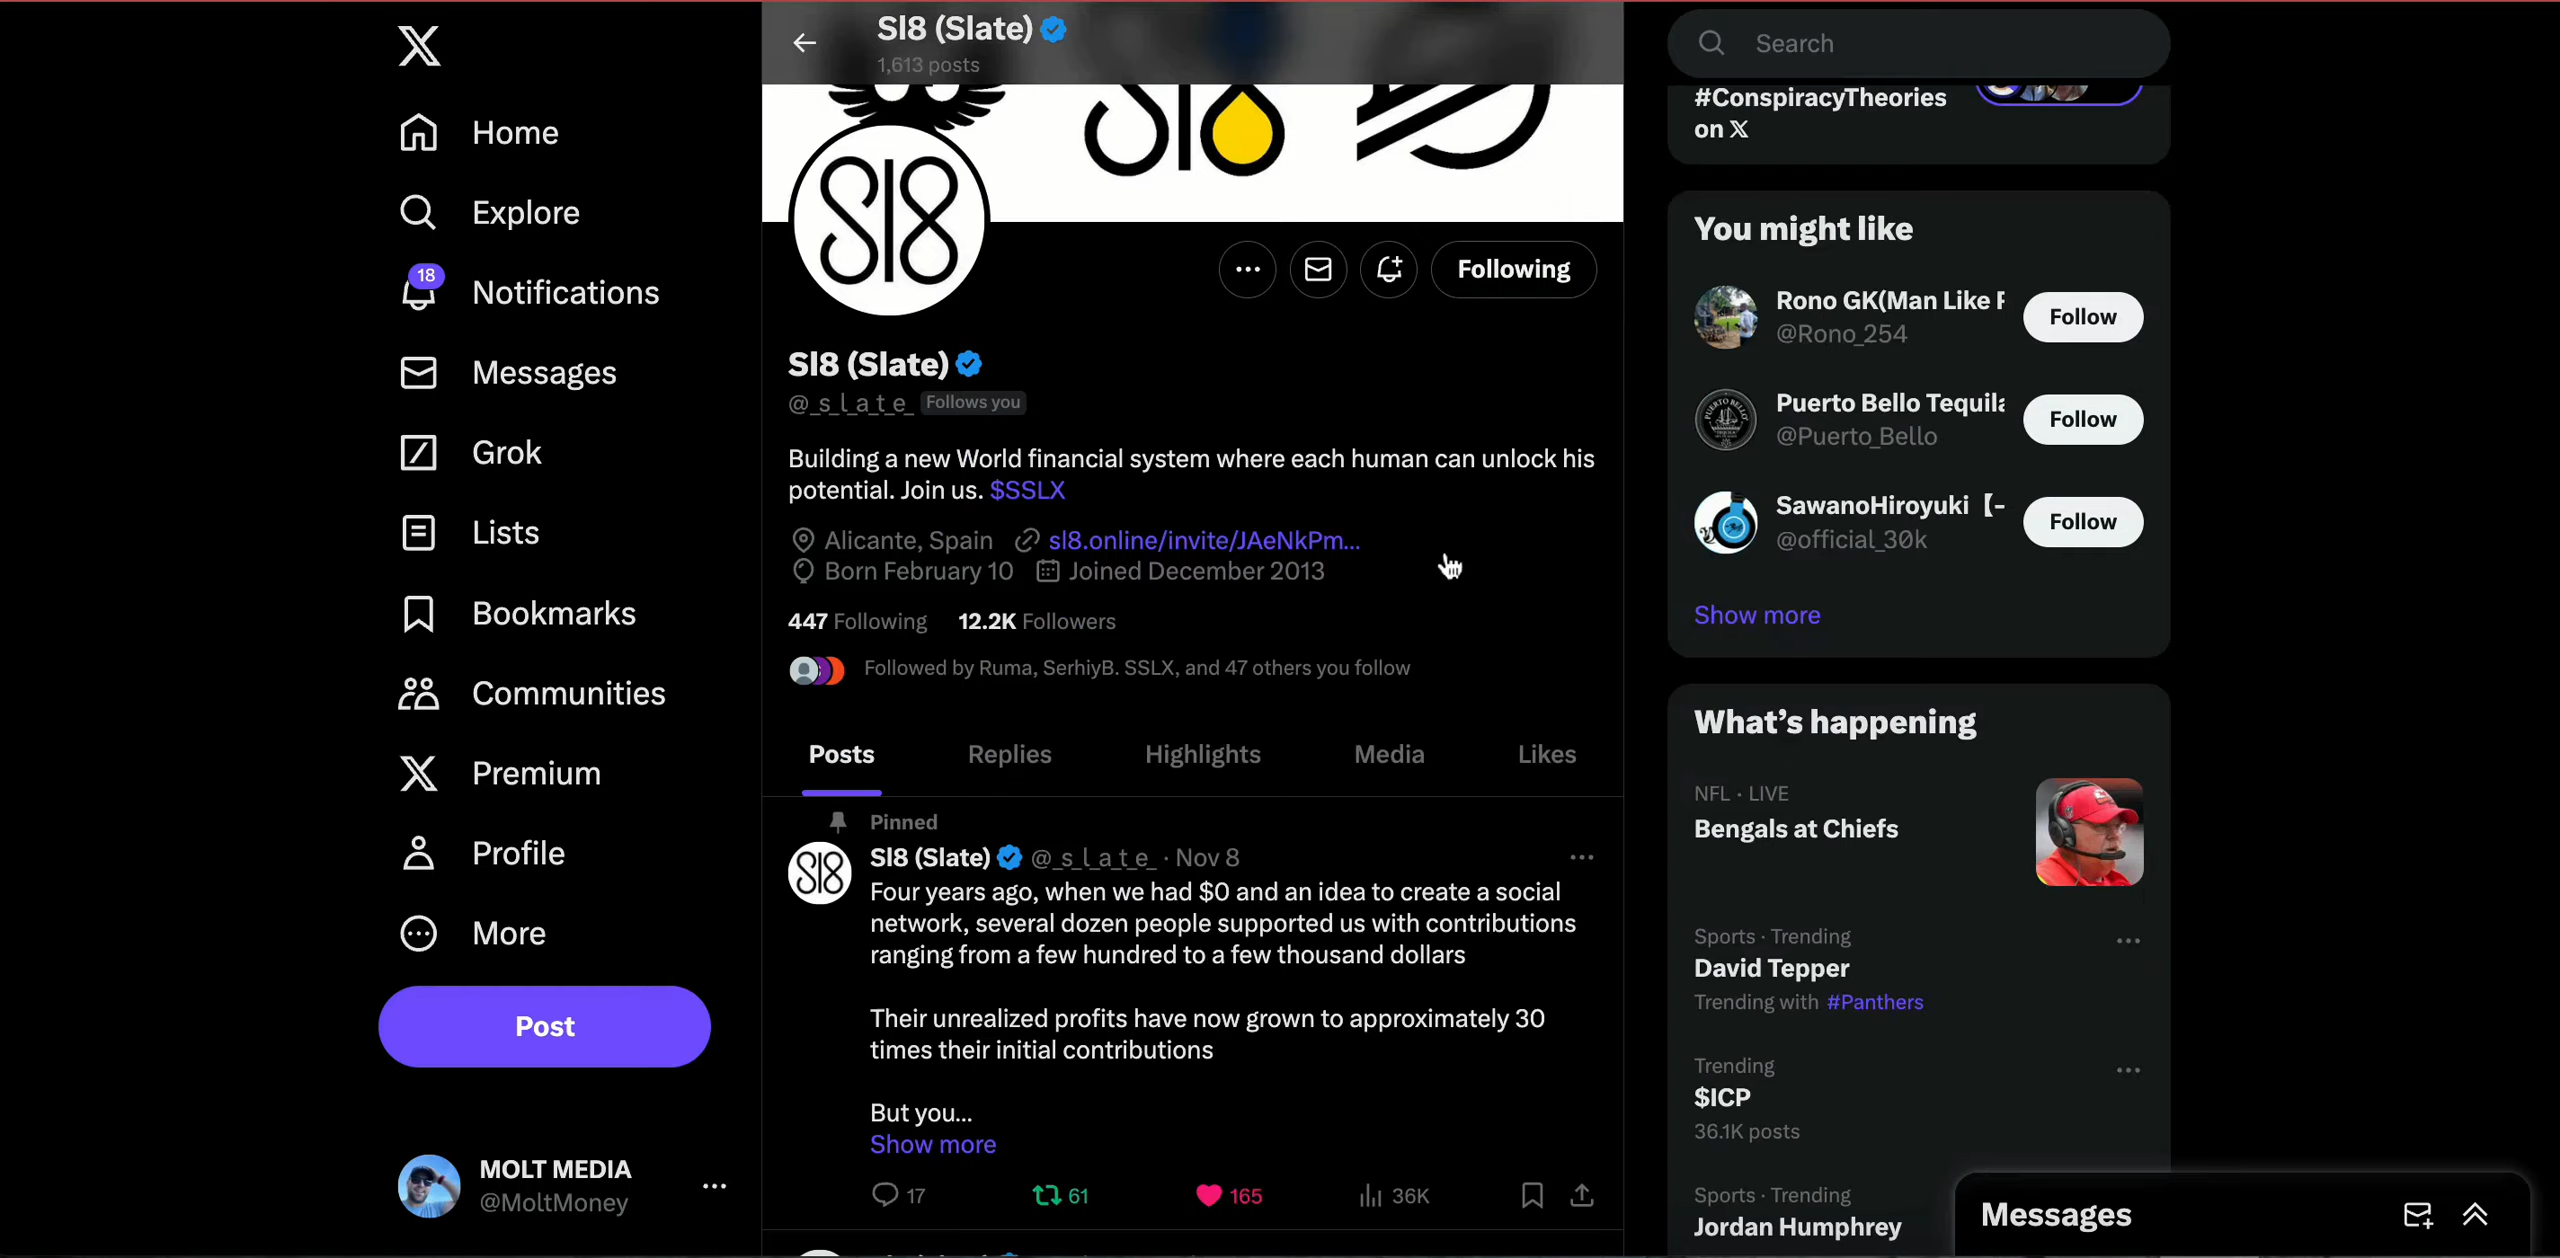 Home
Explore
18
Notifications
Messages
Grok
Lists
Bookmarks
Communities
Premium
Profile
More
Post
MOLT MEDIA
@MoltMoney
Sl8 (Slate)
1,613 posts
Sl8
Sl8
Following
Sl8 (Slate)
@_s_l_a_t_e_ Follows you
Building a new World financial system where each human can unlock his
potential. Join us. $SSLX
Alicante, Spain sl8.online/invite/JAeNkPm...
Born February 10 Joined December 2013
447 Following 12.2K Followers
Followed by Ruma, SerhiyB. SSLX, and 47 others you follow
Posts Replies Highlights Media Likes
Pinned
Sl8
Sl8 (Slate) @_s_l_a_t_e_ · Nov 8
Four years ago, when we had $0 and an idea to create a social
network, several dozen people supported us with contributions
ranging from a few hundred to a few thousand dollars
Their unrealized profits have now grown to approximately 30
times their initial contributions
But you...
Show more
17 61 165 36K
Search
#ConspiracyTheories
on X
You might like
Rono GK(Man Like
@Rono_254
Follow
Puerto Bello Tequila
@Puerto_Bello
Follow
SawanoHiroyuki【-
@official_30k
Follow
Show more
What's happening
NFL · LIVE
Bengals at Chiefs
Sports · Trending
David Tepper
Trending with #Panthers
Trending
$ICP
36.1K posts
Sports · Trending
Jordan Humphrey
Messages